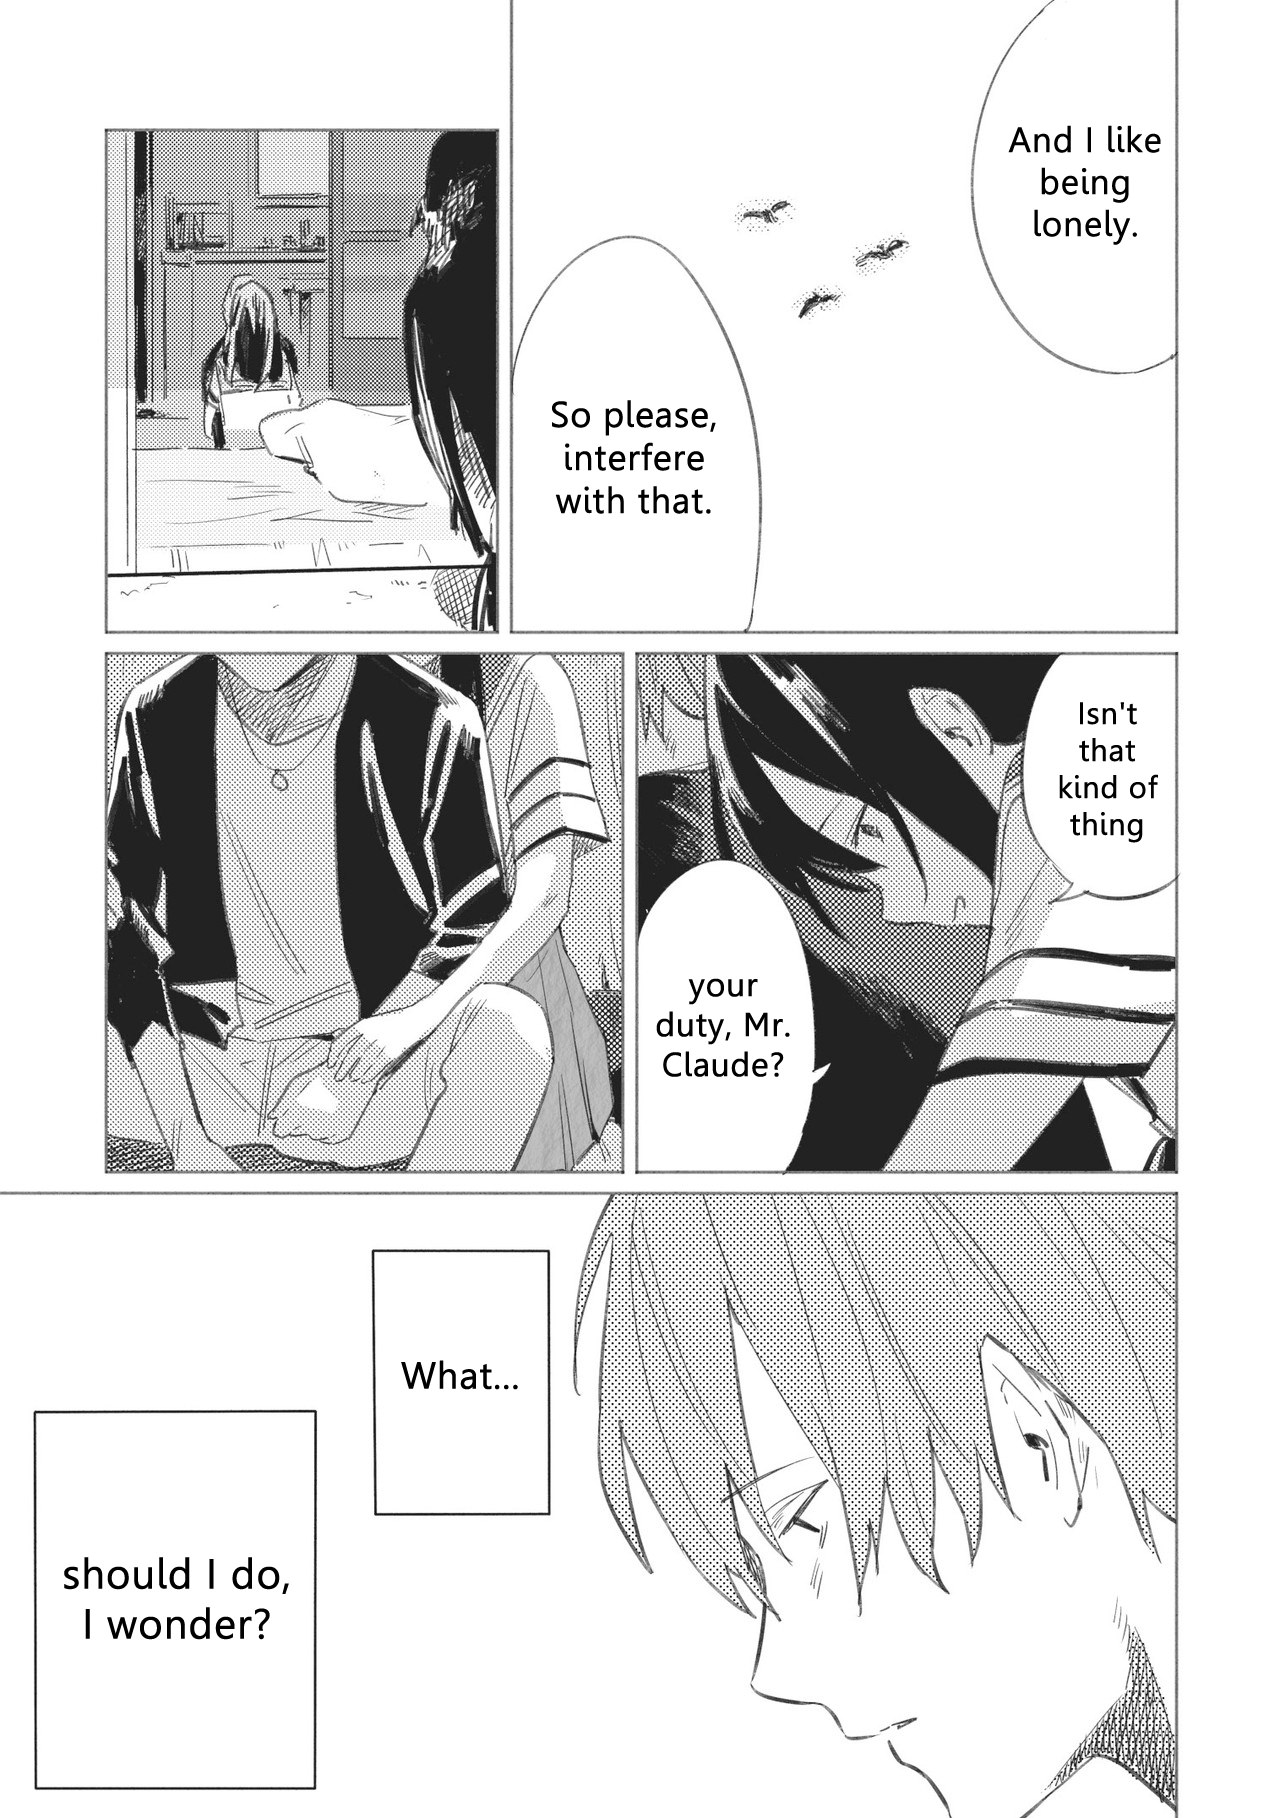 And I like
being
lonely.
So please,
interfere
with that.
Isn't
that
kind of
thing
your
duty, Mr.
Claude?
What...
should I do,
I wonder?